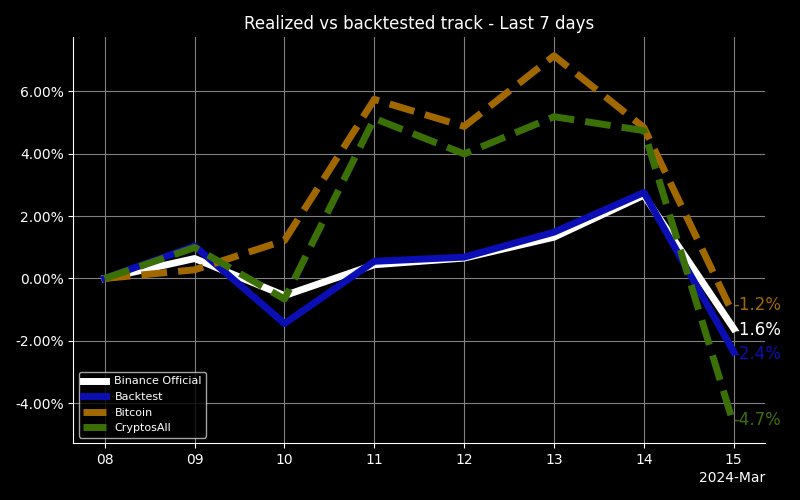 Realized vs backtested track - Last 7 days
6.00%
4.00%
2.00%
0.00%
-2.00%
-4.00%
-1.2%
-1.6%
-2.4%
-4.7%
Binance Official
Backtest
Bitcoin
CryptosAll
08 09 10 11 12 13 14 15
2024-Mar